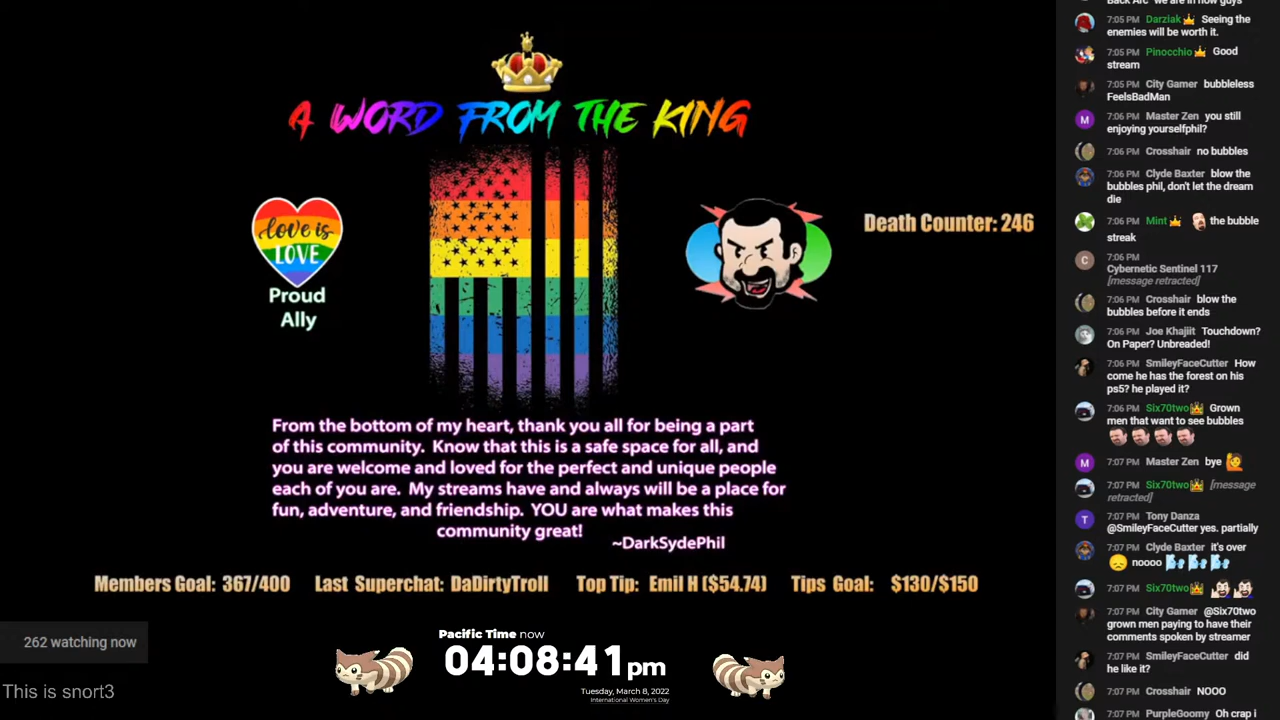 A WORD FROM THE KING
love is
LOVE
Proud
Ally
Death Counter: 246
From the bottom of my heart, thank you all for being a part
of this community. Know that this is a safe space for all, and
you are welcome and loved for the perfect and unique people
each of you are. My streams have and always will be a place for
fun, adventure, and friendship. YOU are what makes this
community great!
~DarkSydePhil
Members Goal: 367/400 Last Superchat: DaDirtyTroll Top Tip: Emil H ($54.74) Tips Goal: $130/$150
262 watching now
This is snort3
Pacific Time now
04:08:41pm
Tuesday, March 8, 2022
International Women's Day
7:05 PM Darziak Seeing the
enemies will be worth it.
7:05 PM Pinocchio Good
stream
7:05 PM City Gamer bubbleless
FeelsBadMan
7:06 PM Master Zen you still
enjoying yourselfphil?
7:06 PM Crosshair no bubbles
7:06 PM Clyde Baxter blow the
bubbles phil, don't let the dream
die
7:06 PM Mint the bubble
streak
7:06 PM
Cybernetic Sentinel 117
[message retracted]
7:06 PM Crosshair blow the
bubbles before it ends
7:06 PM Joe Khajiit Touchdown?
On Paper? Unbreaded!
7:06 PM SmileyFaceCutter How
come he has the forest on his
ps5? he played it?
7:06 PM Six70two Grown
men that want to see bubbles
7:07 PM Master Zen bye
7:07 PM Six70two [message
retracted]
7:07 PM Tony Danza
@SmileyFaceCutter yes. partially
7:07 PM Clyde Baxter it's over
noooo
7:07 PM Six70two
7:07 PM City Gamer @Six70two
grown men paying to have their
comments spoken by streamer
7:07 PM SmileyFaceCutter did
he like it?
7:07 PM Crosshair NOOO
7:07 PM PurpleGoomy Oh crap i